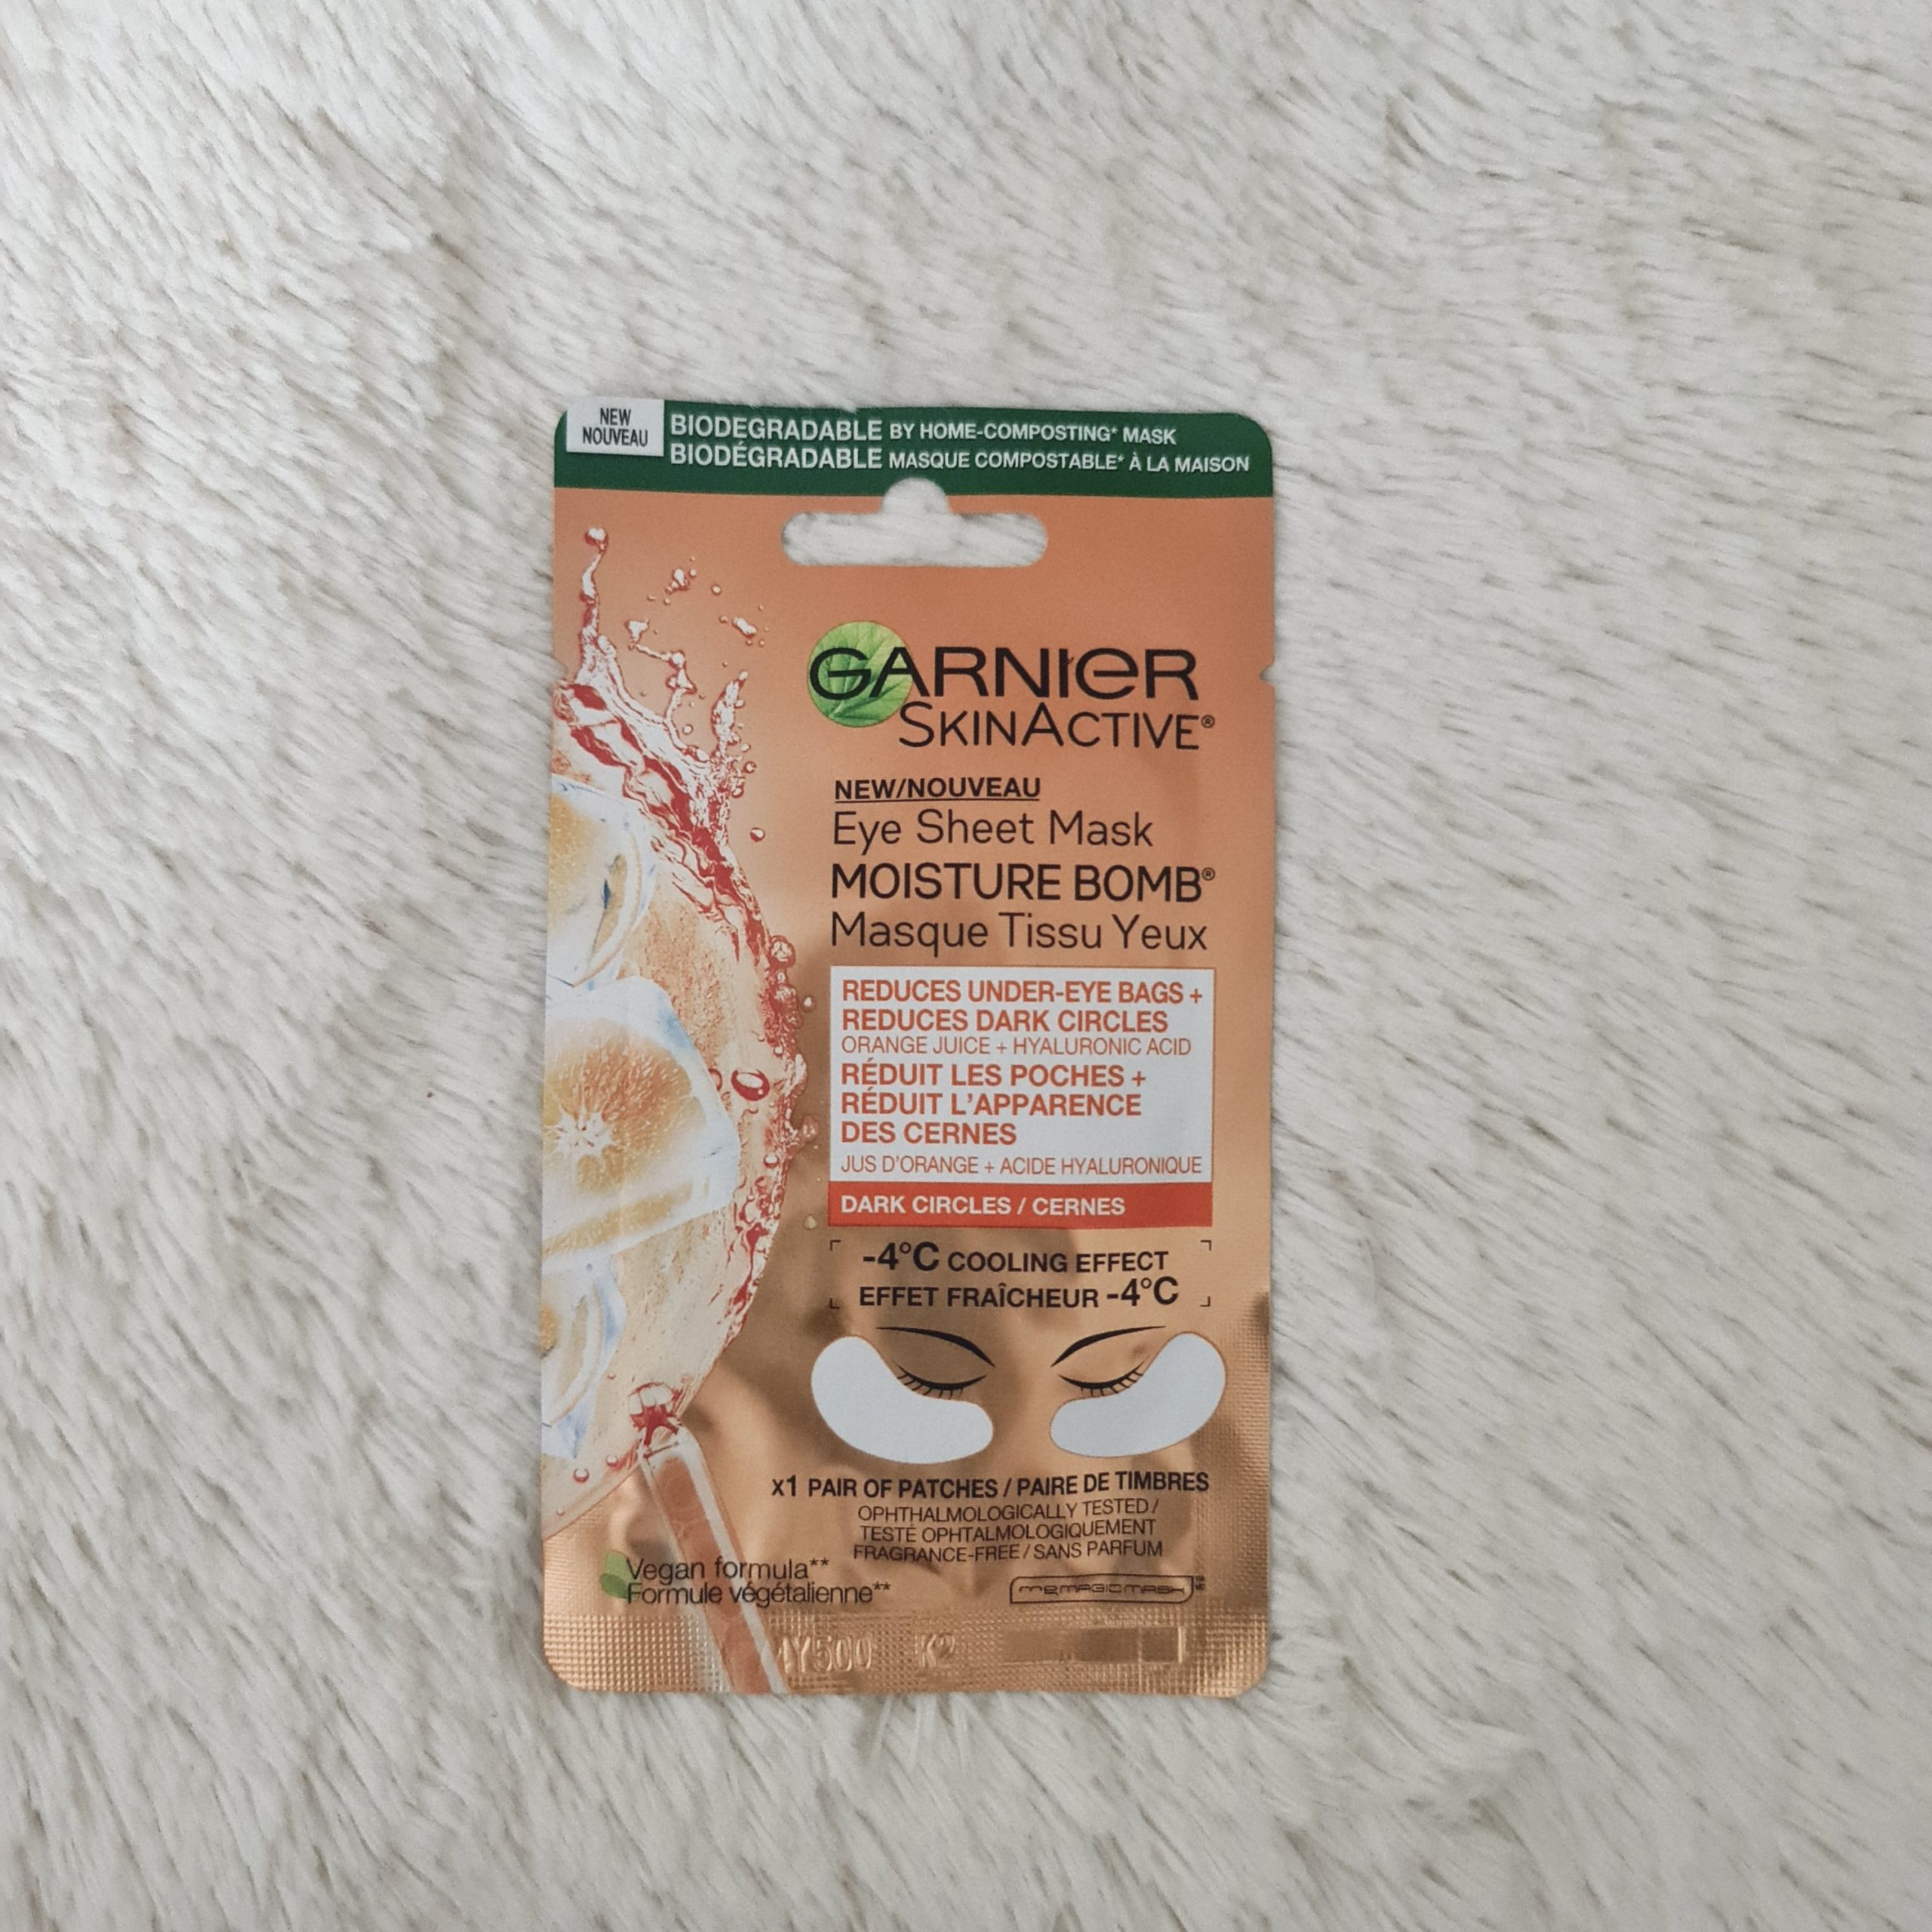 NEW
NOUVEAU
BIODEGRADABLE BY HOME-COMPOSTING* MASK
BIODÉGRADABLE MASQUE COMPOSTABLE* À LA MAISON
GARNIER
SKINACTIVE®
NEW/NOUVEAU
Eye Sheet Mask
MOISTURE BOMB®
Masque Tissu Yeux
REDUCES UNDER-EYE BAGS +
REDUCES DARK CIRCLES
ORANGE JUICE + HYALURONIC ACID
RÉDUIT LES POCHES +
RÉDUIT L'APPARENCE
DES CERNES
JUS D'ORANGE + ACIDE HYALURONIQUE
DARK CIRCLES / CERNES
-4°C COOLING EFFECT
EFFET FRAÎCHEUR -4°C
x1 PAIR OF PATCHES / PAIRE DE TIMBRES
OPHTHALMOLOGICALLY TESTED /
TESTÉ OPHTALMOLOGIQUEMENT
FRAGRANCE-FREE / SANS PARFUM
Vegan formula**
Formule végétalienne**